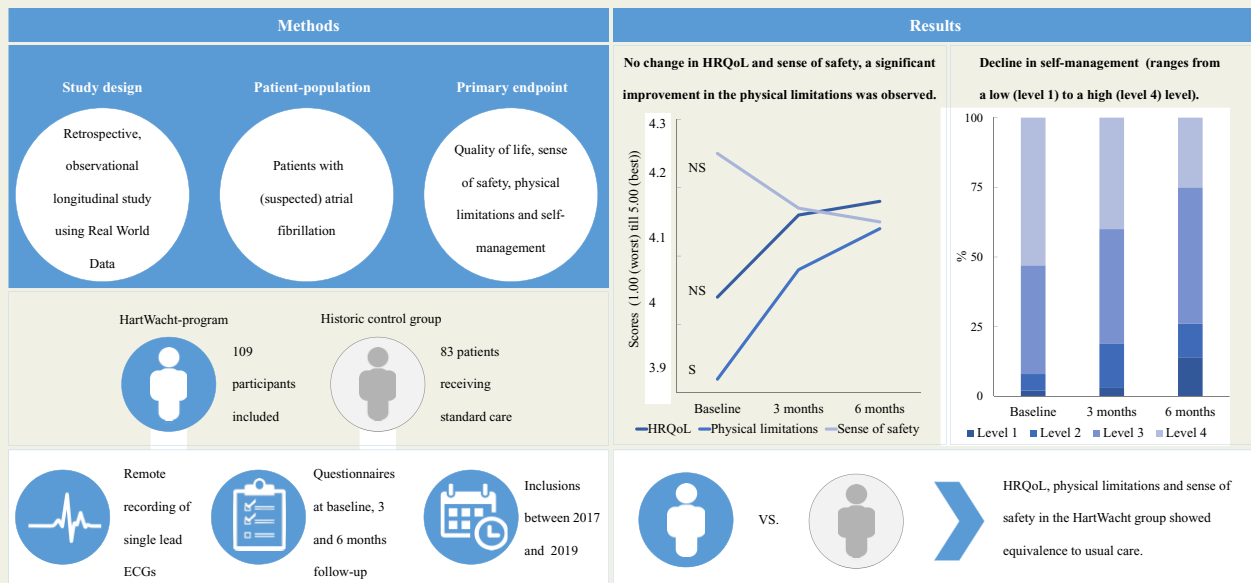 Methods
Study design
Retrospective,
observational
longitudinal study
using Real World
Data
Patient-population
Patients with
(suspected) atrial
fibrillation
Primary endpoint
Quality of life, sense
of safety, physical
limitations and self-
management
HartWacht-program
109
participants
included
Historic control group
83 patients
receiving
standard care
Remote
recording of
single lead
ECGs
Questionnaires
at baseline, 3
and 6 months
follow-up
Inclusions
between 2017
and 2019
Results
No change in HRQoL and sense of safety, a significant
improvement in the physical limitations was observed.
Scores (1.00 (worst) till 5.00 (best))
4.3
4.2
4.1
4
3.9
NS
NS
S
Baseline 3 months 6 months
HRQoL Physical limitations Sense of safety
Decline in self-management (ranges from
a low (level 1) to a high (level 4) level).
%
100
75
50
25
0
Baseline 3 months 6 months
Level 1 Level 2 Level 3 Level 4
VS.
HRQoL, physical limitations and sense of
safety in the HartWacht group showed
equivalence to usual care.